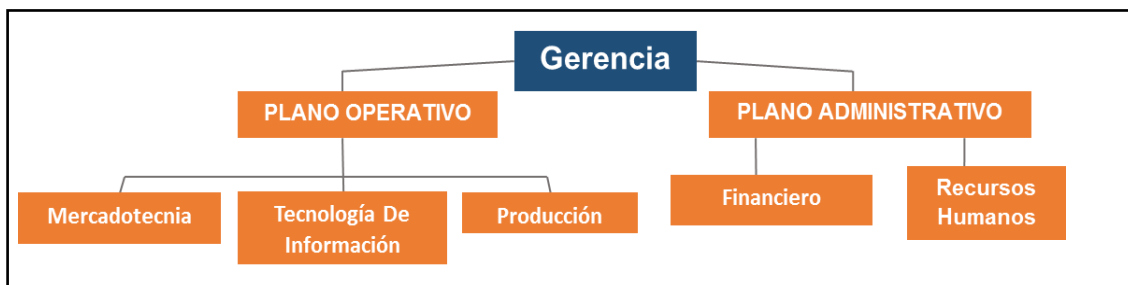 Gerencia
PLANO OPERATIVO
PLANO ADMINISTRATIVO
Mercadotecnia
Tecnología De
Información
Producción
Financiero
Recursos
Humanos